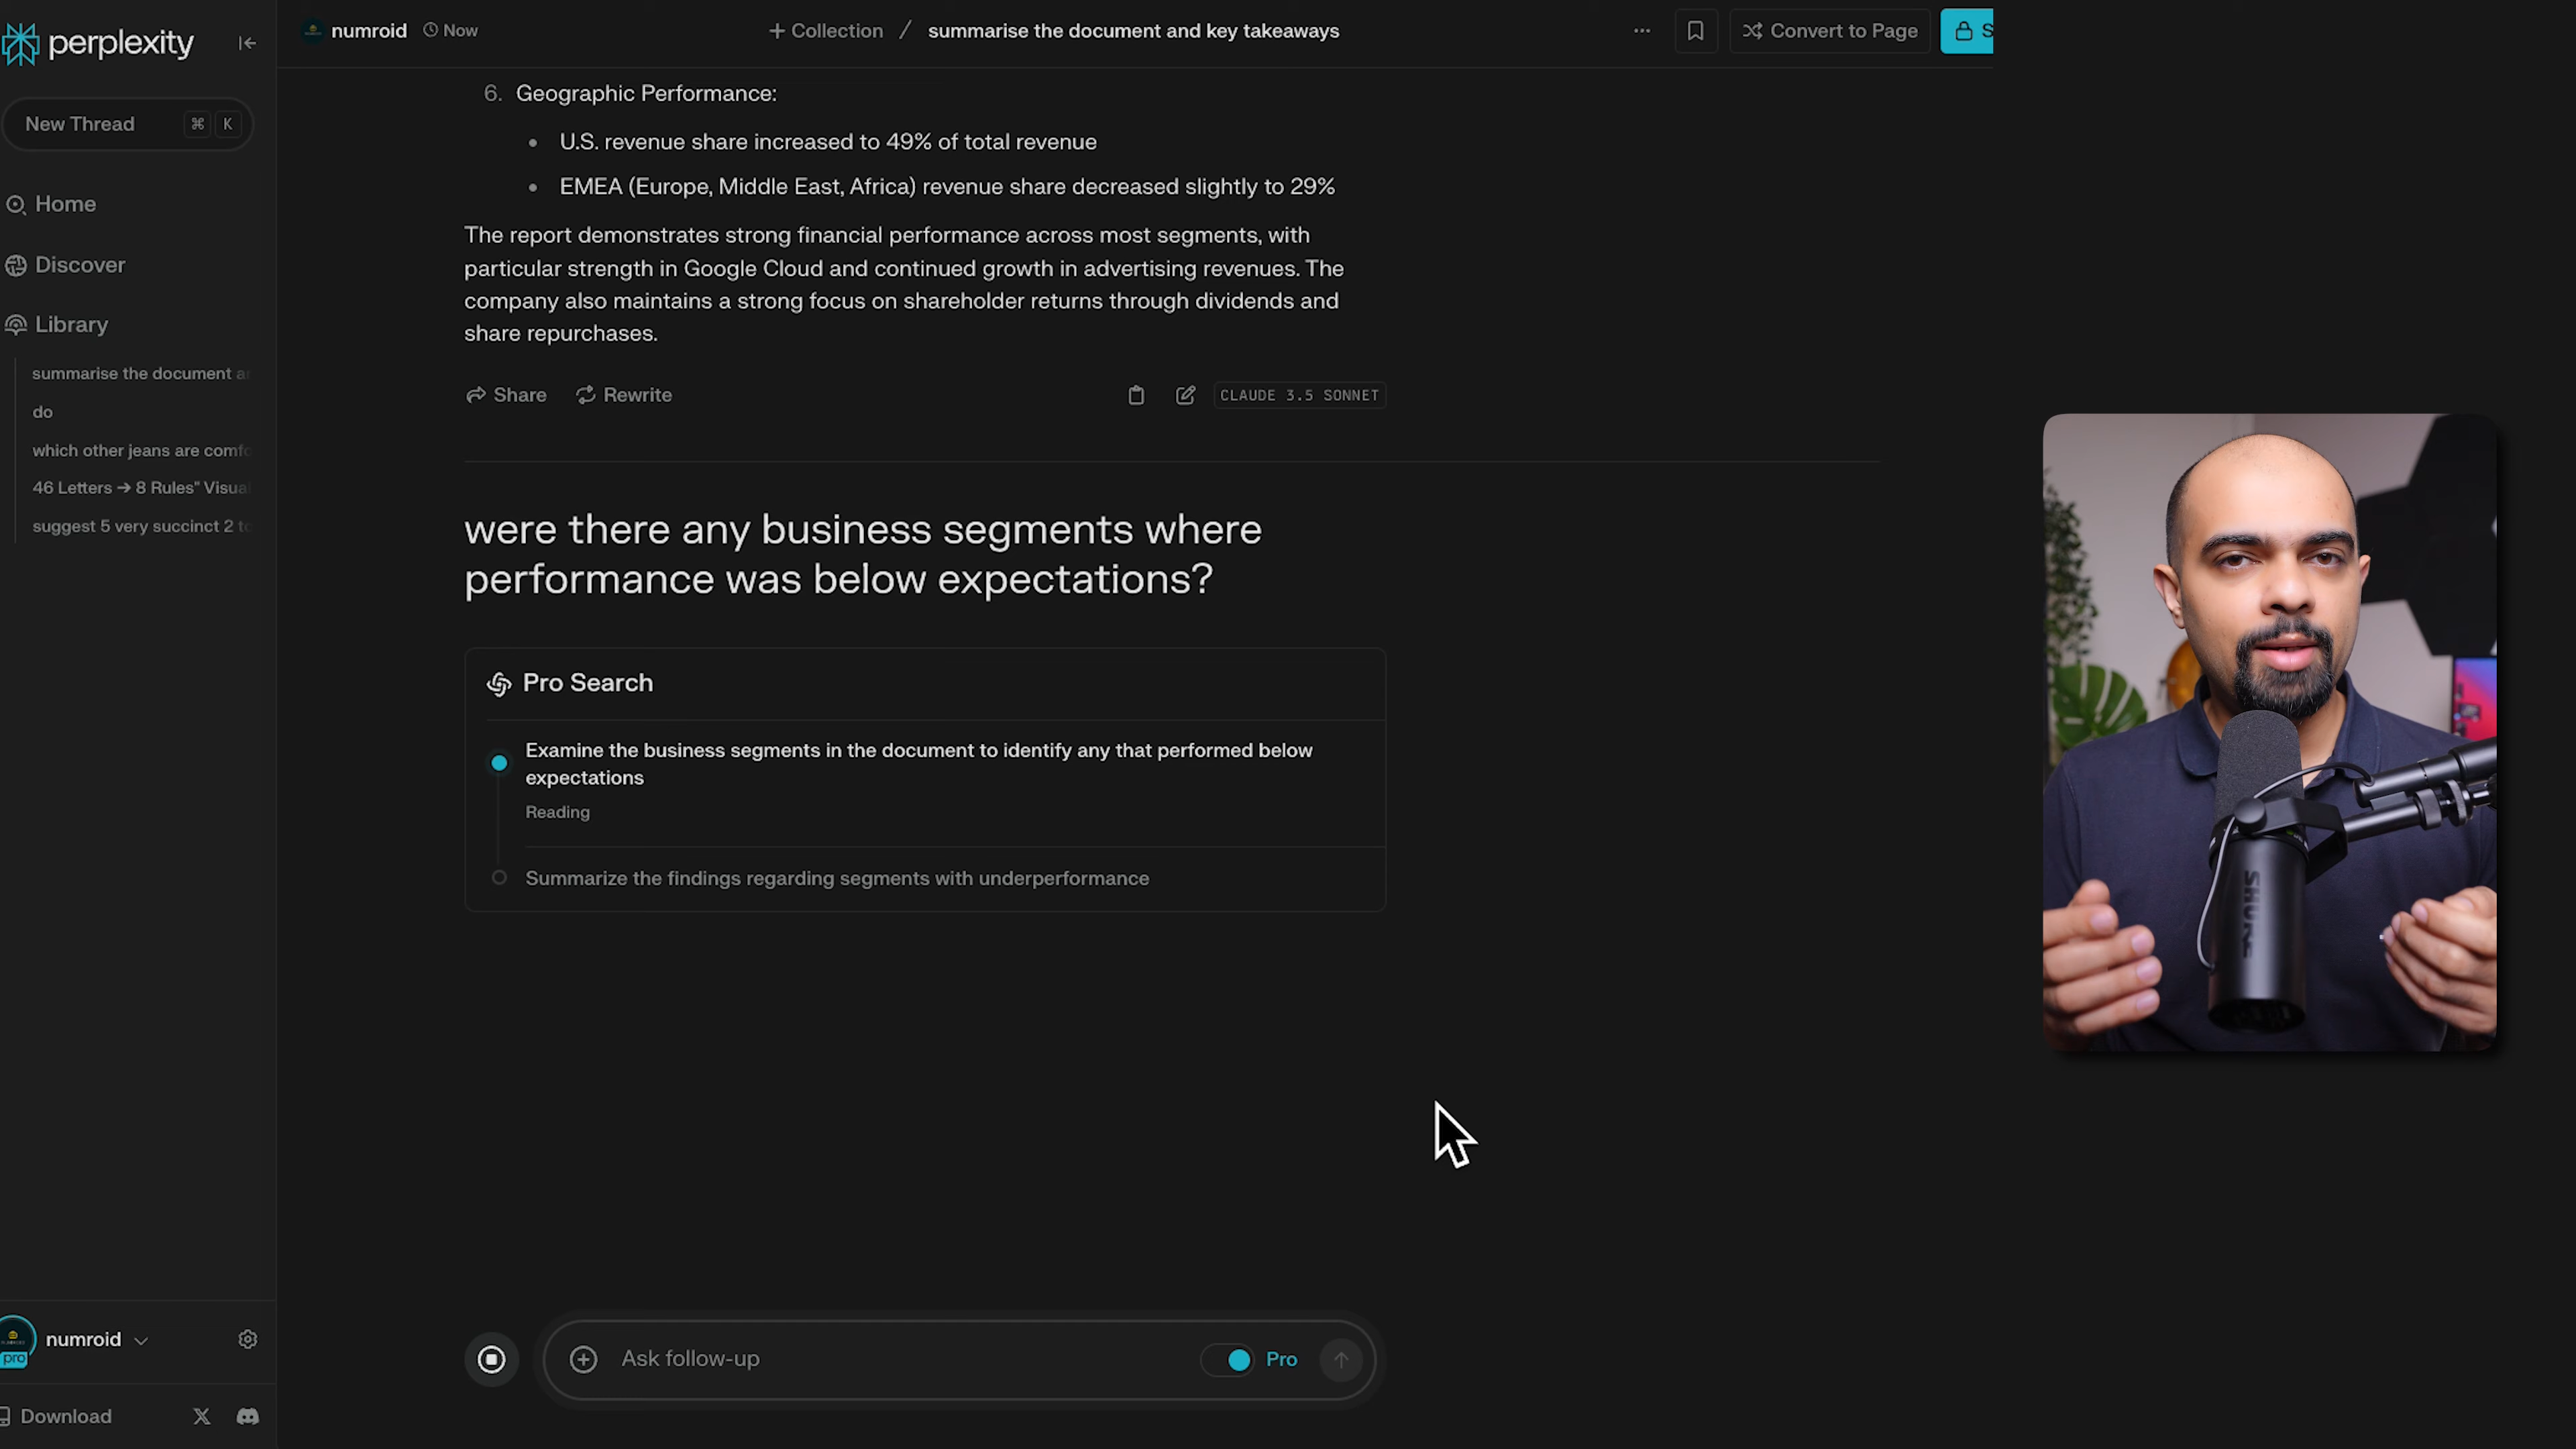 perplexity
New Thread ⌘ K
Home
Discover
Library
summarise the document
do
which other jeans are comfo
46 Letters → 8 Rules" Visual
suggest 5 very succinct 2 to
numroid
pro
Download
numroid Now
+ Collection / summarise the document and key takeaways
Convert to Page
S
6. Geographic Performance:
• U.S. revenue share increased to 49% of total revenue
• EMEA (Europe, Middle East, Africa) revenue share decreased slightly to 29%
The report demonstrates strong financial performance across most segments, with
particular strength in Google Cloud and continued growth in advertising revenues. The
company also maintains a strong focus on shareholder returns through dividends and
share repurchases.
Share Rewrite
CLAUDE 3.5 SONNET
were there any business segments where
performance was below expectations?
Pro Search
Examine the business segments in the document to identify any that performed below
expectations
Reading
Summarize the findings regarding segments with underperformance
Ask follow-up
Pro
SHURE